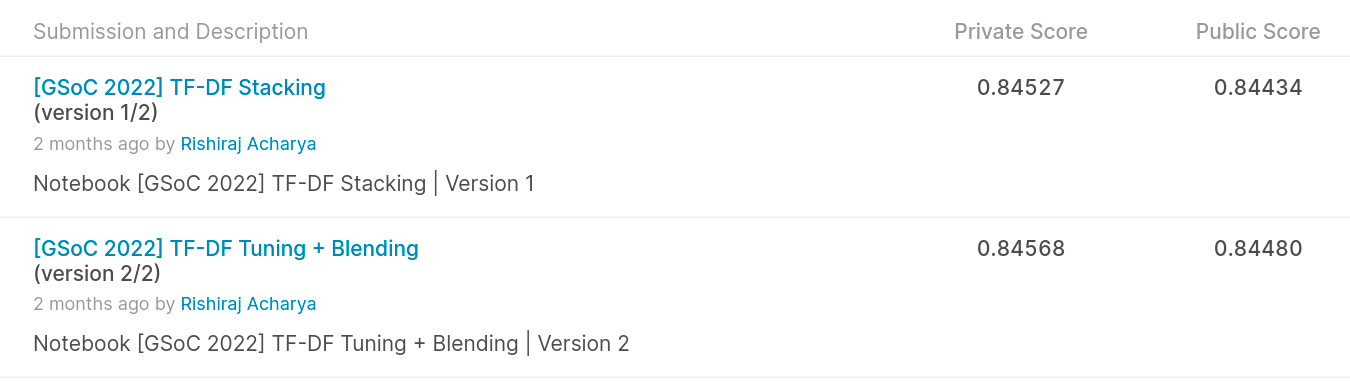 Submission and Description Private Score Public Score
[GSoC 2022] TF-DF Stacking 0.84527 0.84434
(version 1/2)
2 months ago by Rishiraj Acharya
Notebook [GSoC 2022] TF-DF Stacking | Version 1
[GSoC 2022] TF-DF Tuning + Blending 0.84568 0.84480
(version 2/2)
2 months ago by Rishiraj Acharya
Notebook [GSoC 2022] TF-DF Tuning + Blending | Version 2